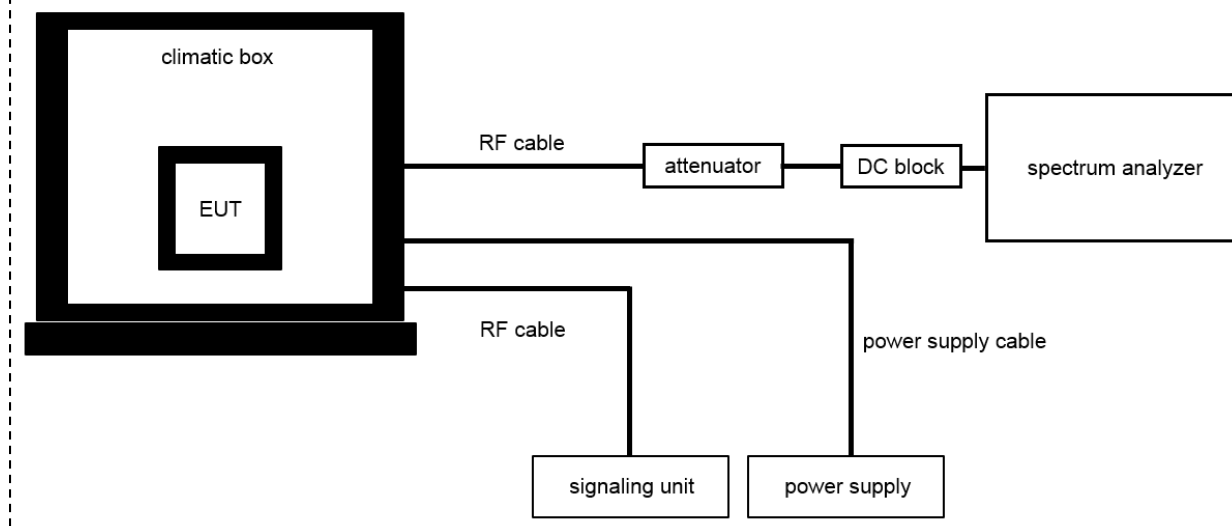 climatic box
RF cable
attenuator
DC block
spectrum analyzer
EUT
RF cable
power supply cable
signaling unit
power supply